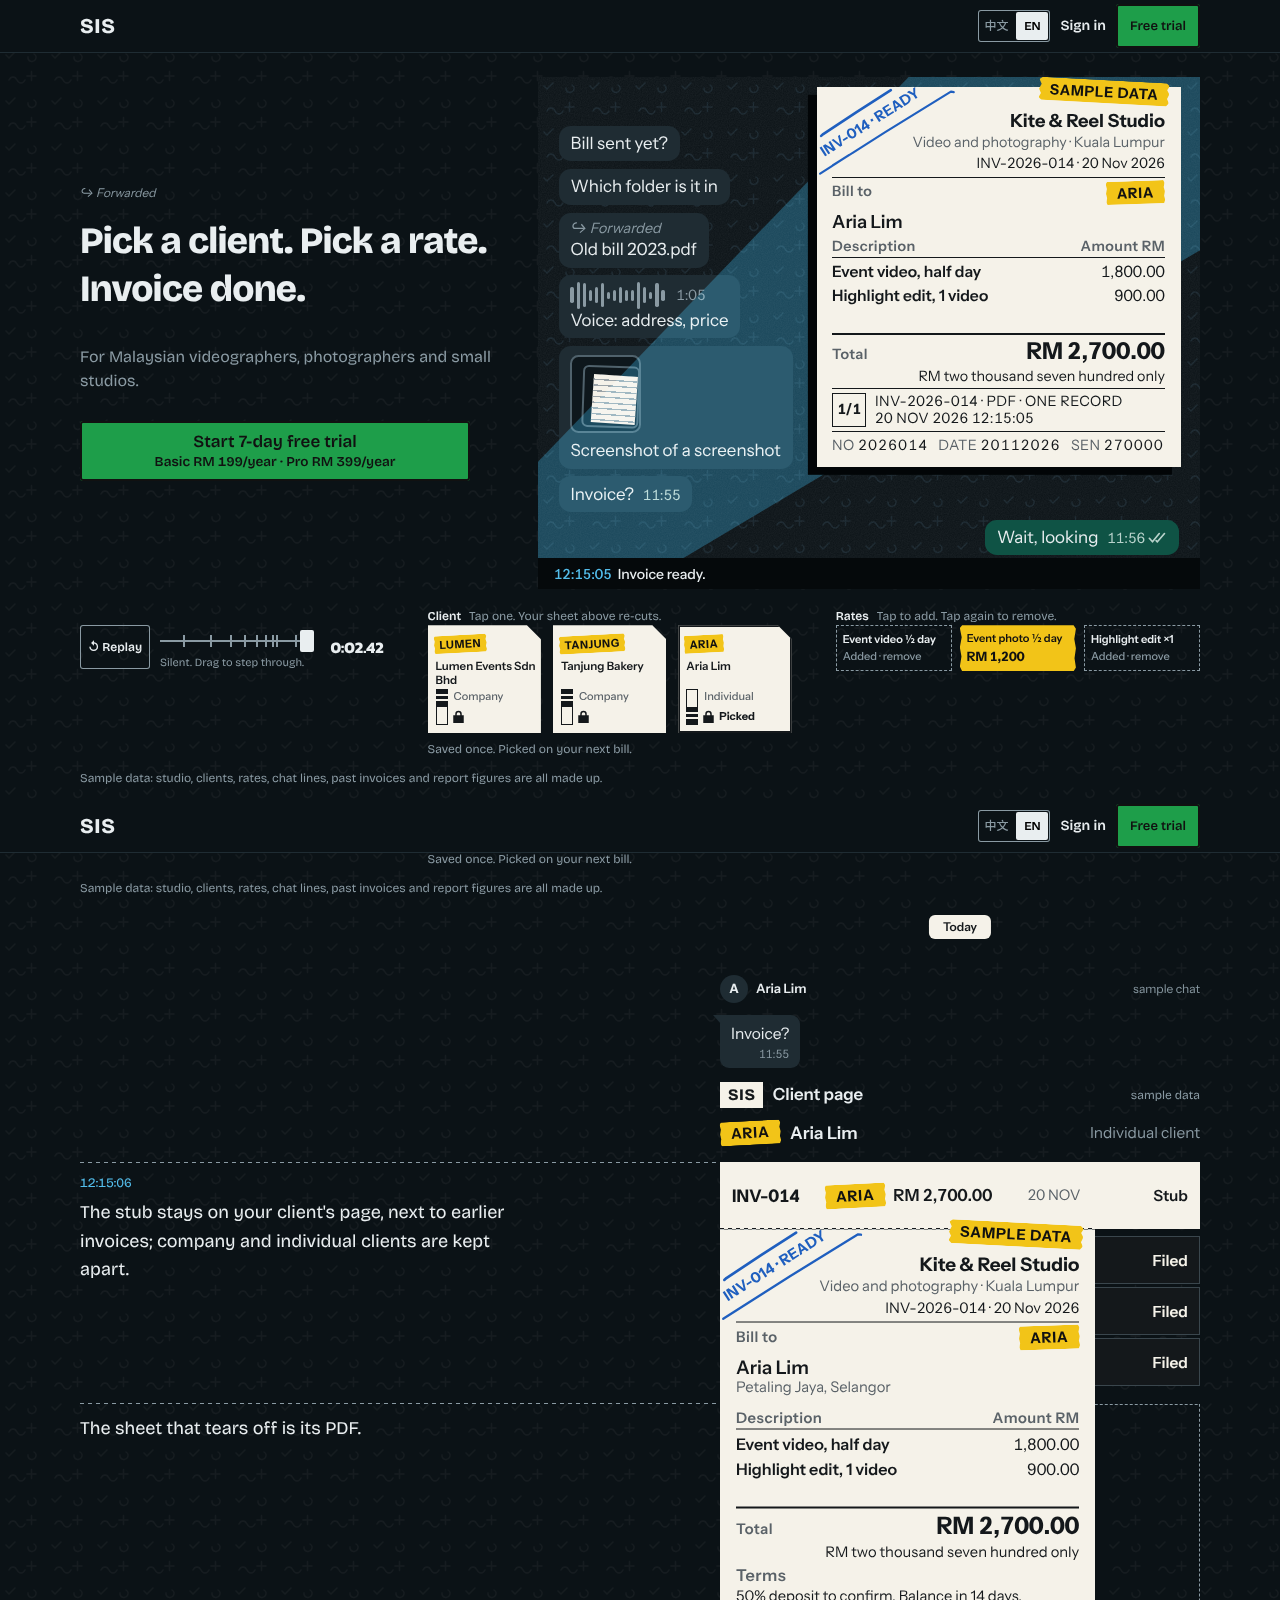 SIS
中文 EN Sign in Free trial
↪ Forwarded
Pick a client. Pick a rate.
Invoice done.
For Malaysian videographers, photographers and small
studios.
Start 7-day free trial
Basic RM 199/year · Pro RM 399/year
Bill sent yet?
Which folder is it in
↪ Forwarded
Old bill 2023.pdf
1:05
Voice: address, price
Screenshot of a screenshot
Invoice? 11:55
INV-014 · READY
SAMPLE DATA
Kite & Reel Studio
Video and photography · Kuala Lumpur
INV-2026-014 · 20 Nov 2026
Bill to ARIA
Aria Lim
Description Amount RM
Event video, half day 1,800.00
Highlight edit, 1 video 900.00
Total RM 2,700.00
RM two thousand seven hundred only
1/1 INV-2026-014 · PDF · ONE RECORD
20 NOV 2026 12:15:05
NO 2026014 DATE 20112026 SEN 270000
Wait, looking 11:56
12:15:05 Invoice ready.
↺ Replay
Silent. Drag to step through.
0:02.42
Client Tap one. Your sheet above re-cuts.
LUMEN
Lumen Events Sdn
Bhd
Company
TANJUNG
Tanjung Bakery
Company
ARIA
Aria Lim
Individual
Picked
Saved once. Picked on your next bill.
Rates Tap to add. Tap again to remove.
Event video ½ day
Added · remove
Event photo ½ day
RM 1,200
Highlight edit ×1
Added · remove
Sample data: studio, clients, rates, chat lines, past invoices and report figures are all made up.
SIS
中文 EN Sign in Free trial
Saved once. Picked on your next bill.
Sample data: studio, clients, rates, chat lines, past invoices and report figures are all made up.
Today
A Aria Lim sample chat
Invoice?
11:55
SIS Client page sample data
ARIA Aria Lim Individual client
12:15:06
The stub stays on your client's page, next to earlier
invoices; company and individual clients are kept
apart.
INV-014 ARIA RM 2,700.00 20 NOV Stub
Filed
Filed
Filed
The sheet that tears off is its PDF.
INV-014 · READY
SAMPLE DATA
Kite & Reel Studio
Video and photography · Kuala Lumpur
INV-2026-014 · 20 Nov 2026
Bill to ARIA
Aria Lim
Petaling Jaya, Selangor
Description Amount RM
Event video, half day 1,800.00
Highlight edit, 1 video 900.00
Total RM 2,700.00
RM two thousand seven hundred only
Terms
50% deposit to confirm. Balance in 14 days.